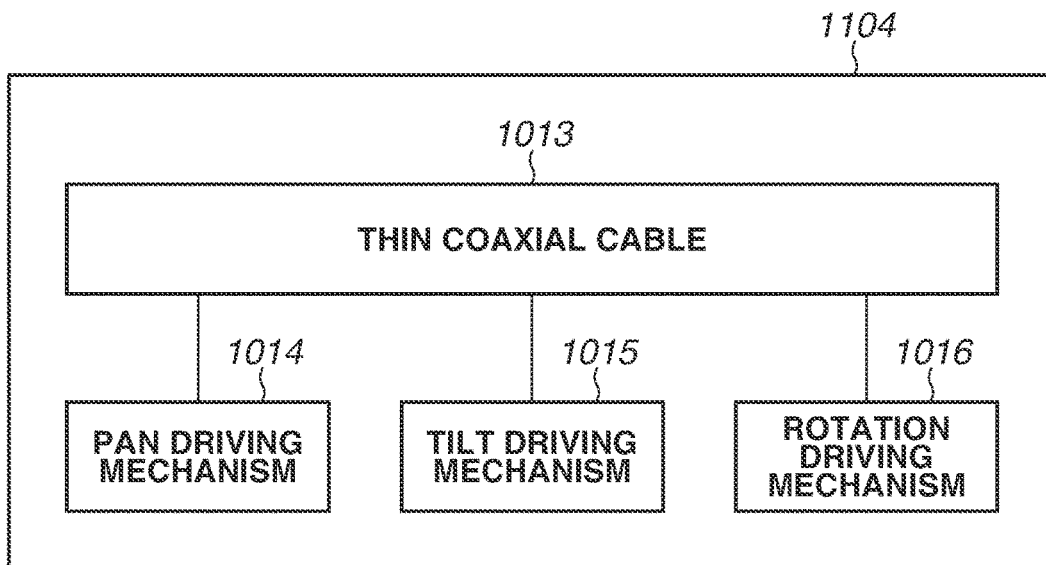 1104
1013
THIN COAXIAL CABLE
1014
1015
1016
PAN DRIVING
MECHANISM
TILT DRIVING
MECHANISM
ROTATION
DRIVING
MECHANISM